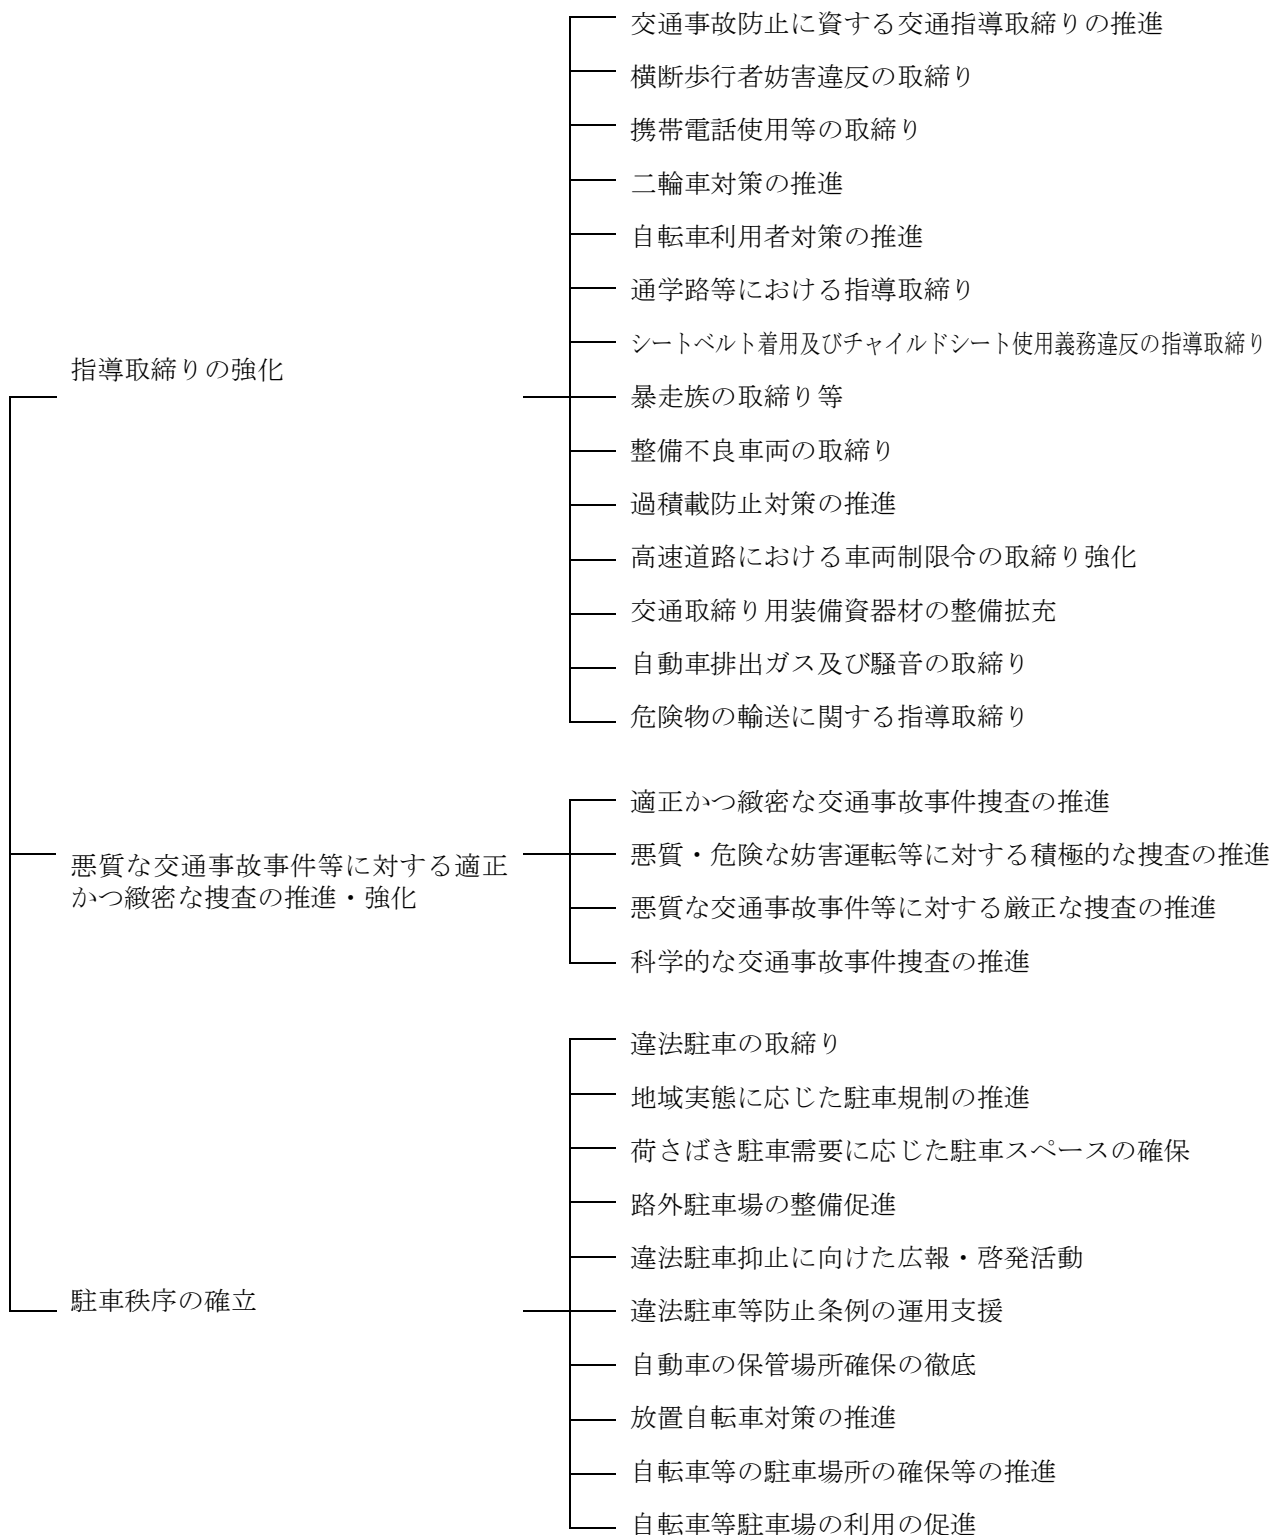 指導取締りの強化
交通事故防止に資する交通指導取締りの推進
横断歩行者妨害違反の取締り
携帯電話使用等の取締り
二輪車対策の推進
自転車利用者対策の推進
通学路等における指導取締り
シートベルト着用及びチャイルドシート使用義務違反の指導取締り
暴走族の取締り等
整備不良車両の取締り
過積載防止対策の推進
高速道路における車両制限令の取締り強化
交通取締り用装備資器材の整備拡充
自動車排出ガス及び騒音の取締り
危険物の輸送に関する指導取締り
悪質な交通事故事件等に対する適正
かつ緻密な捜査の推進・強化
適正かつ緻密な交通事故事件捜査の推進
悪質・危険な妨害運転等に対する積極的な捜査の推進
悪質な交通事故事件等に対する厳正な捜査の推進
科学的な交通事故事件捜査の推進
駐車秩序の確立
違法駐車の取締り
地域実態に応じた駐車規制の推進
荷さばき駐車需要に応じた駐車スペースの確保
路外駐車場の整備促進
違法駐車抑止に向けた広報・啓発活動
違法駐車等防止条例の運用支援
自動車の保管場所確保の徹底
放置自転車対策の推進
自転車等の駐車場所の確保等の推進
自転車等駐車場の利用の促進